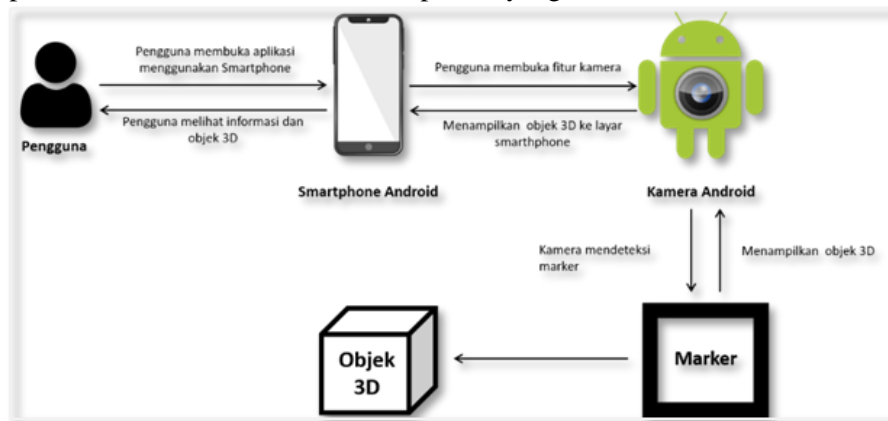 Pengguna membuka aplikasi
menggunakan Smartphone
Pengguna melihat informasi dan
objek 3D
Pengguna
Smartphone Android
Pengguna membuka fitur kamera
Menampilkan objek 3D ke layar
smarthphone
Kamera Android
Kamera mendeteksi
marker
Menampilkan objek 3D
Objek
3D
Marker